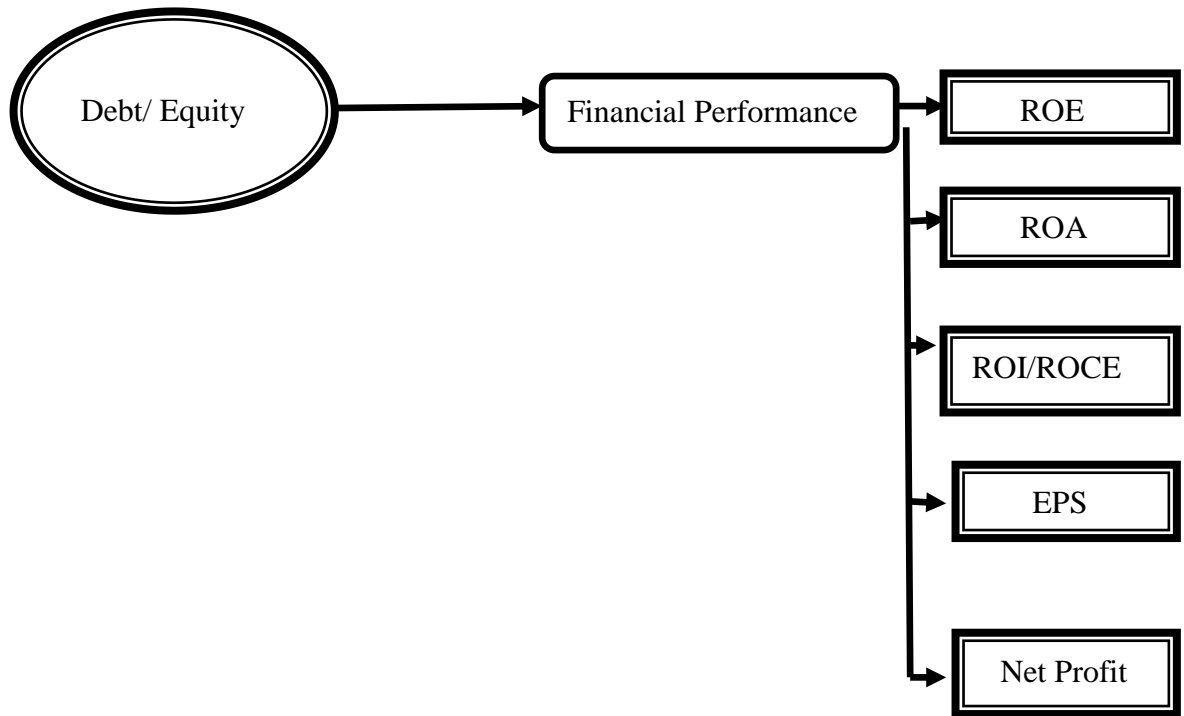 Debt/ Equity
Financial Performance
ROE
ROA
ROI/ROCE
EPS
Net Profit